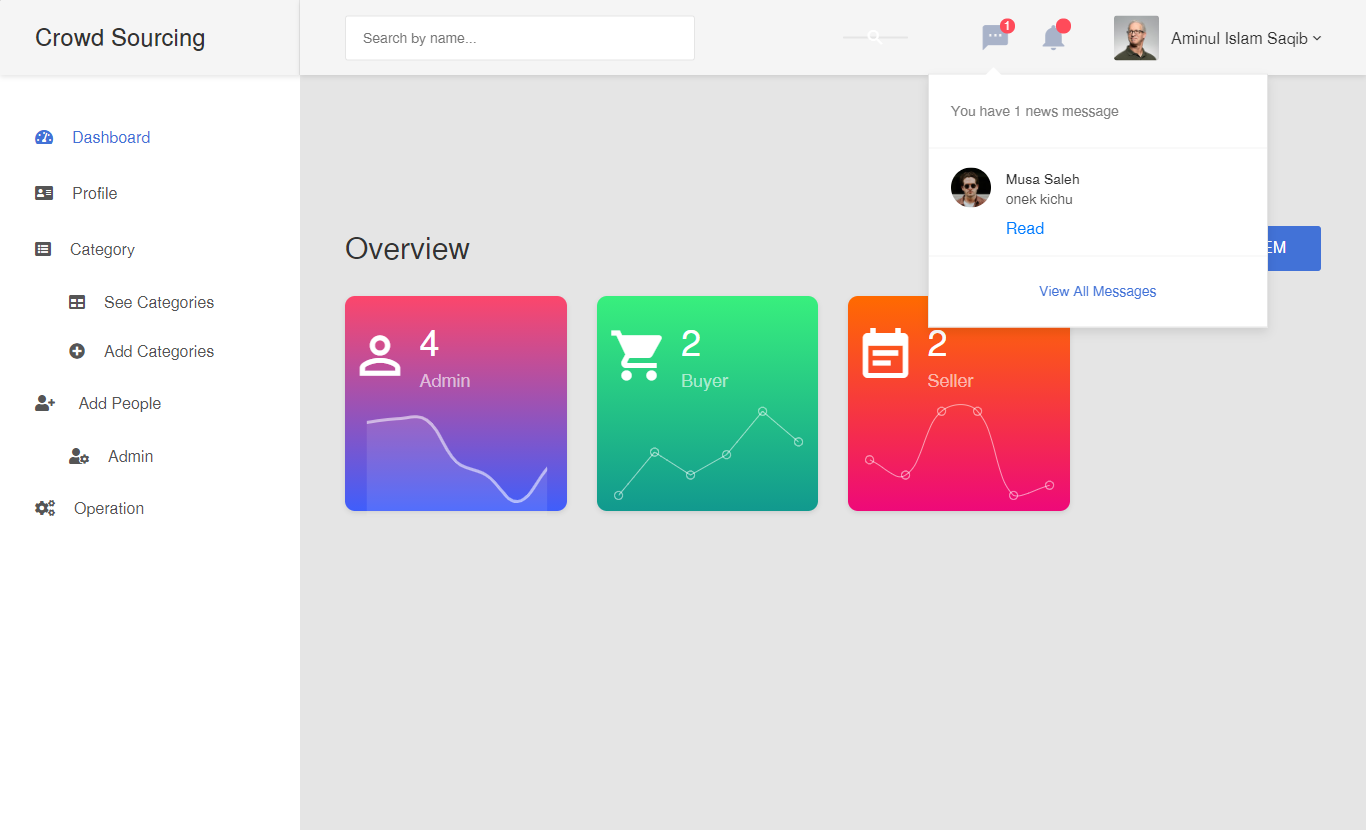 Crowd Sourcing
Search by name...
1
Aminul Islam Saqib
You have 1 news message
Musa Saleh
onek kichu
Read
View All Messages
Dashboard
Profile
Category
See Categories
Add Categories
Add People
Admin
Operation
Overview
EM
4
Admin
2
Buyer
2
Seller